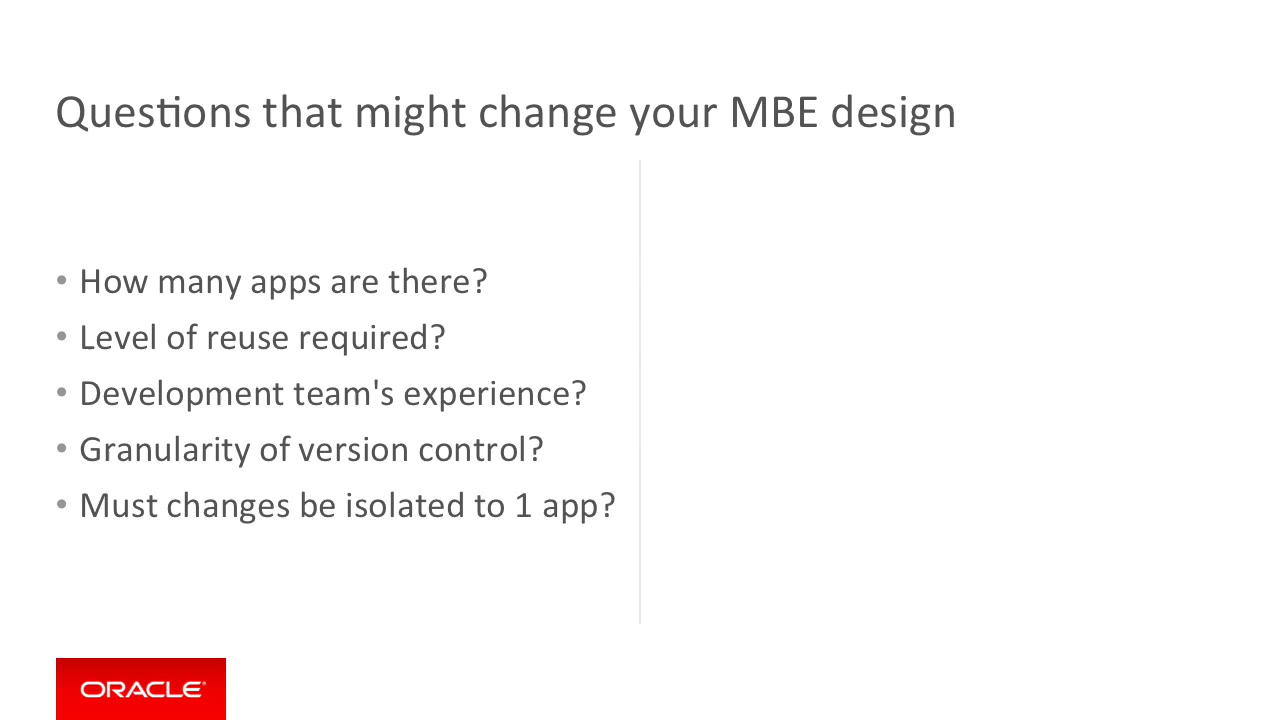 Questions that might change your MBE design
• How many apps are there?
• Level of reuse required?
• Development team's experience?
• Granularity of version control?
• Must changes be isolated to 1 app?
ORACLE®